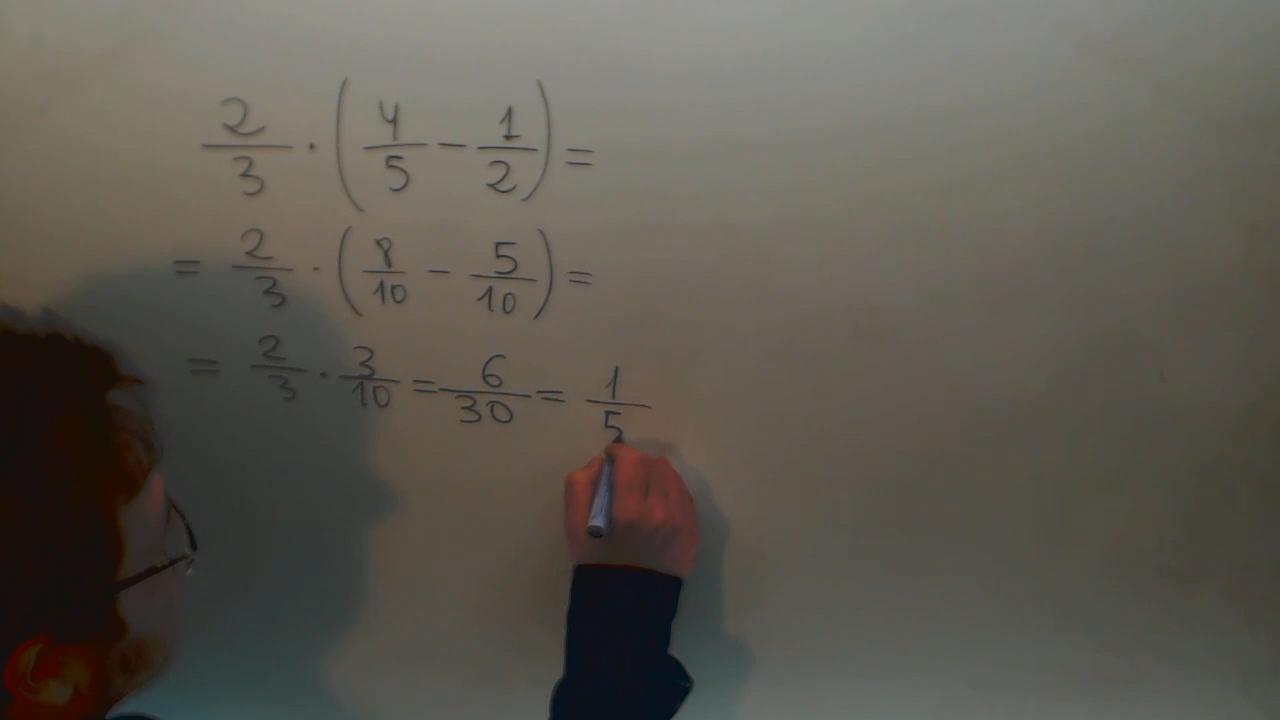 2/3 · (4/5 − 1/2) =
= 2/3 · (8/10 − 5/10) =
= 2/3 · 3/10 = 6/30 = 1/5